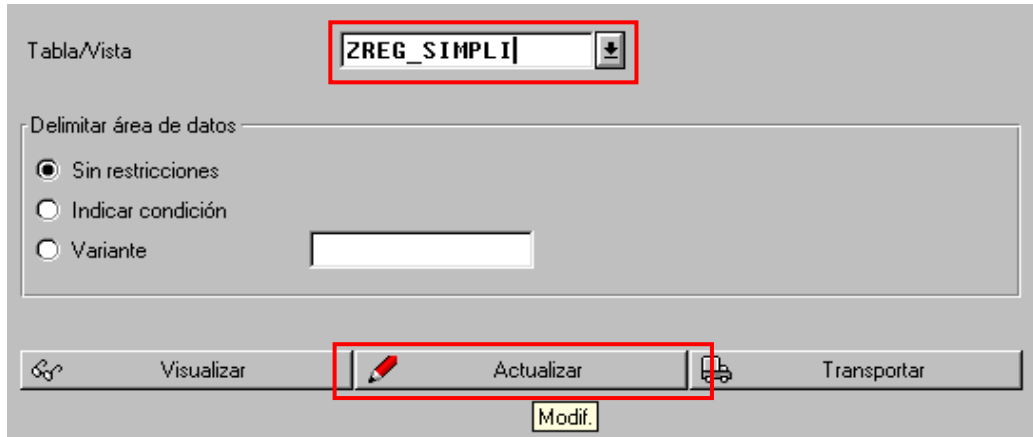 Tabla/Vista ZREG_SIMPLI
Delimitar área de datos
Sin restricciones
Indicar condición
Variante
Visualizar Actualizar Transportar
Modif.